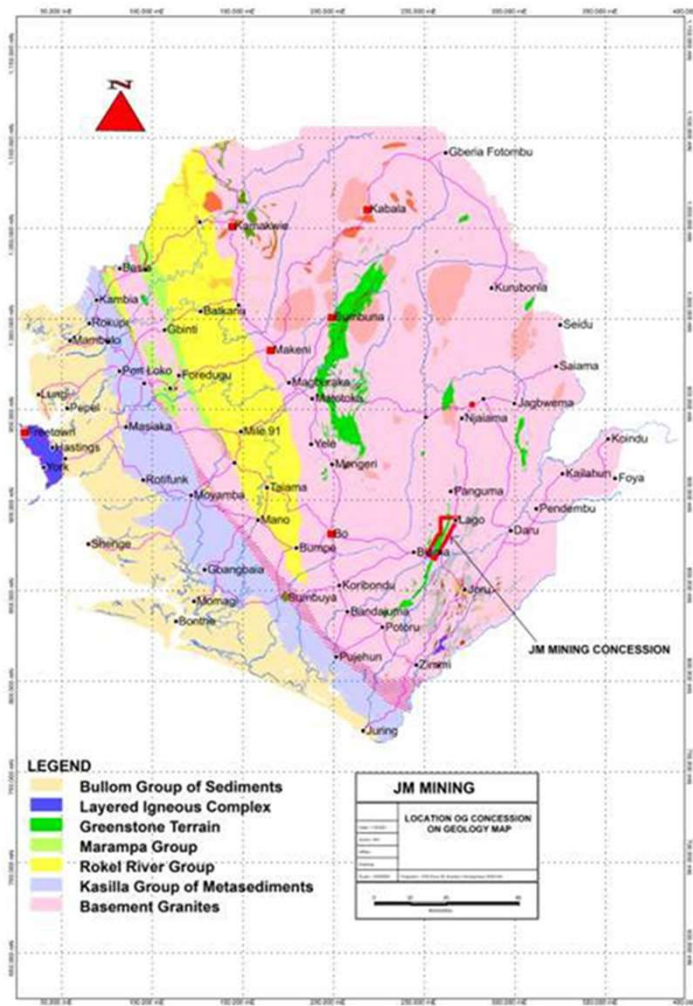 N
Gberia Fotombu
Kabala
Kamakwie
Kurubonla
Kambia
Batkanu
Bumbuna
Rokupr
Gbinti
Seidu
Mambolo
Makeni
Port Loko
Foredugu
Saiama
Magburaka
Lungi
Pepel
Matotoka
Jagbwema
Njaiama
Freetown
Masiaka
Mile 91
Hastings
Yele
Koindu
York
Mongeri
Rotifunk
Taiama
Kailahun
Foya
Moyamba
Panguma
Pendembu
Mano
Lago
Bo
Daru
Shenge
Bumpe
Gbangbaia
Koribondu
Joru
Momagi
Sumbuya
Bandajuma
Bonthe
Potoru
JM MINING CONCESSION
Pujehun
Zimmi
Juring
LEGEND
Bullom Group of Sediments
Layered Igneous Complex
Greenstone Terrain
Marampa Group
Rokel River Group
Kasilla Group of Metasediments
Basement Granites
JM MINING
LOCATION OG CONCESSION
ON GEOLOGY MAP